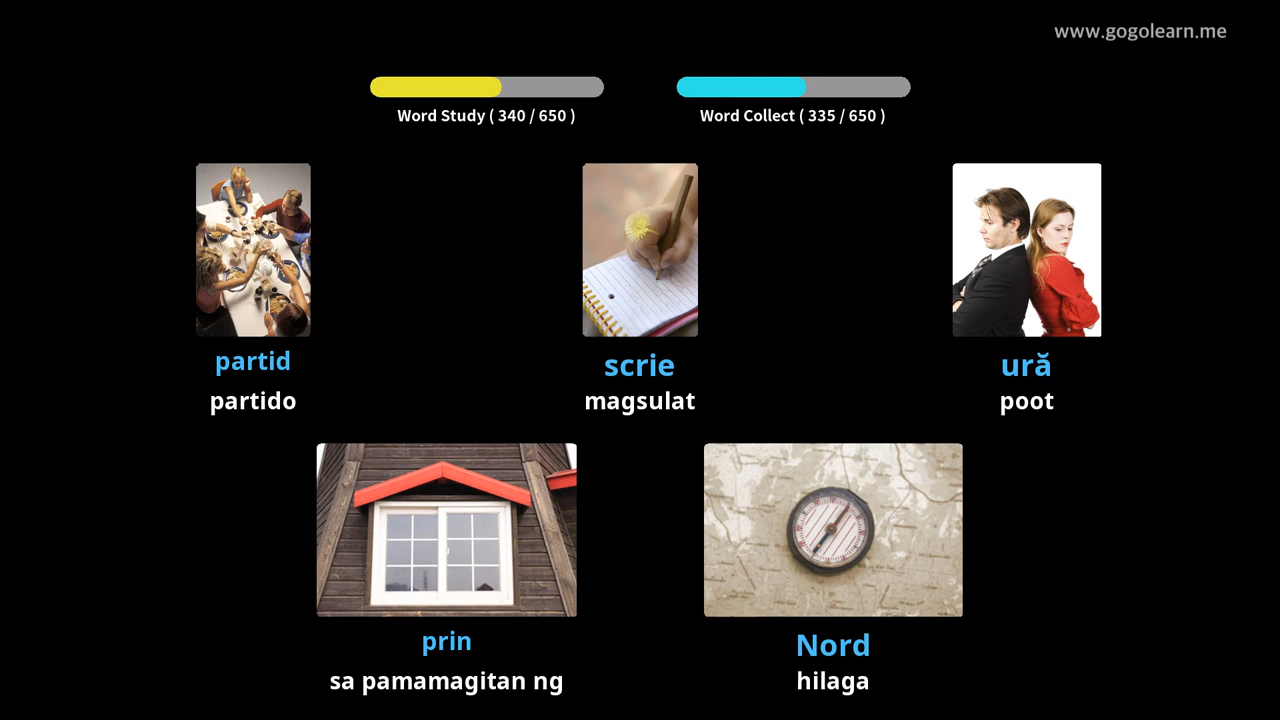 www.gogolearn.me
Word Study ( 340 / 650 )
Word Collect ( 335 / 650 )
partid
partido
scrie
magsulat
ură
poot
prin
sa pamamagitan ng
Nord
hilaga